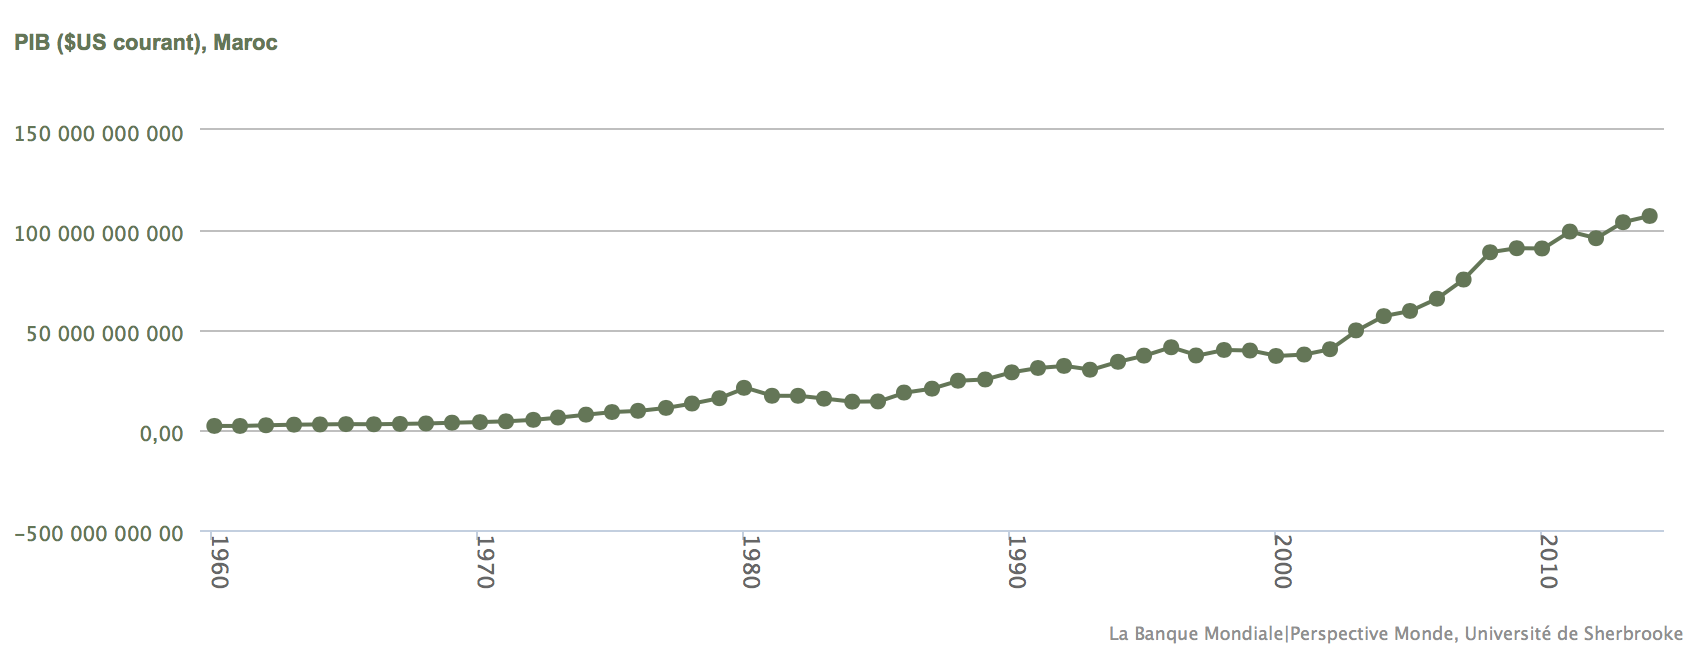 PIB ($US courant), Maroc
150 000 000 000
100 000 000 000
50 000 000 000
0,00
−500 000 000 00
1960
1970
1980
1990
2000
2010
La Banque Mondiale|Perspective Monde, Université de Sherbrooke